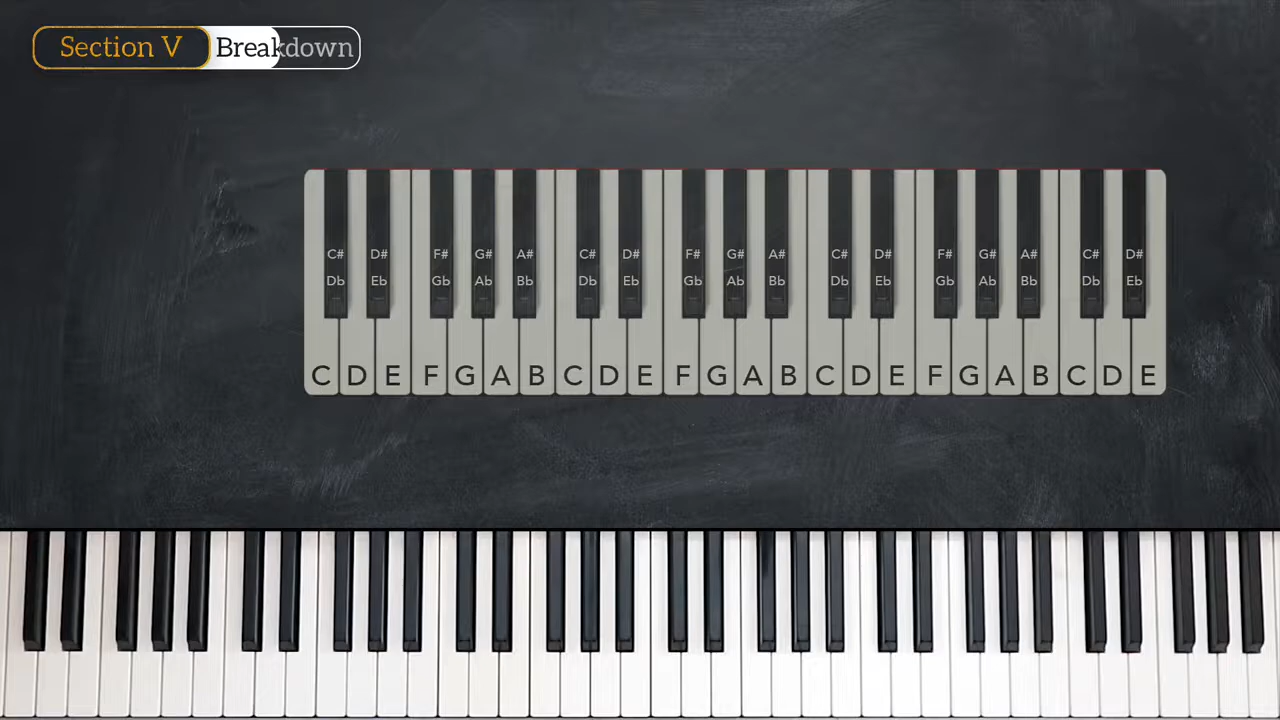 Section V Breakdown
C# D# F# G# A# C# D# F# G# A# C# D# F# G# A# C# D#
Db Eb Gb Ab Bb Db Eb Gb Ab Bb Db Eb Gb Ab Bb Db Eb
C D E F G A B C D E F G A B C D E F G A B C D E